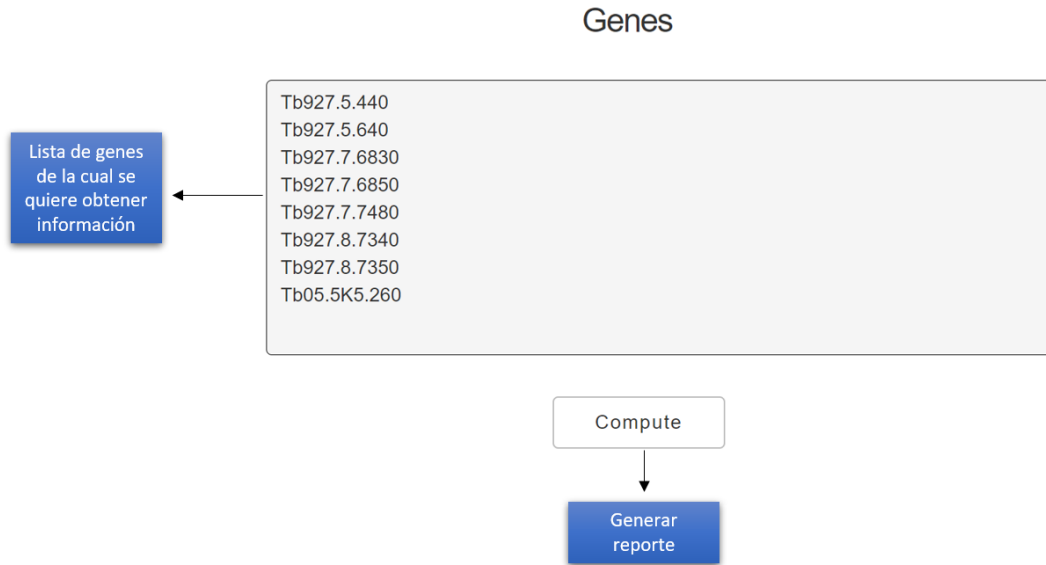 Genes
Tb927.5.440
Tb927.5.640
Tb927.7.6830
Tb927.7.6850
Tb927.7.7480
Tb927.8.7340
Tb927.8.7350
Tb05.5K5.260
Lista de genes
de la cual se
quiere obtener
información
Compute
Generar
reporte